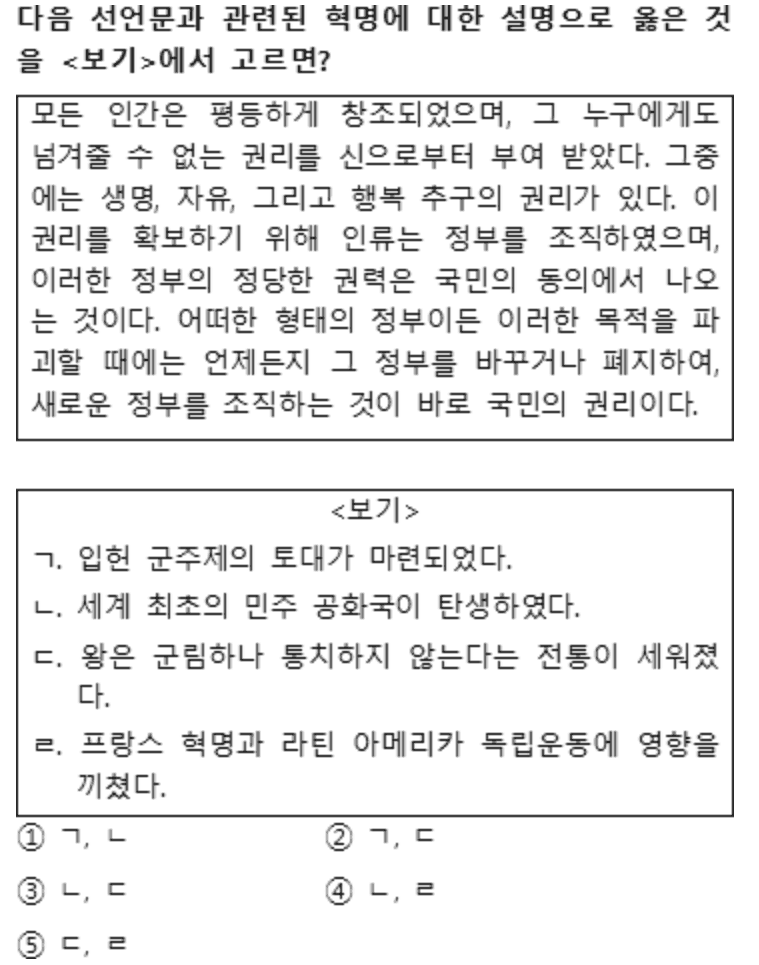 다음 선언문과 관련된 혁명에 대한 설명으로 옳은 것
을 <보기>에서 고르면?
모든 인간은 평등하게 창조되었으며, 그 누구에게도
넘겨줄 수 없는 권리를 신으로부터 부여 받았다. 그중
에는 생명, 자유, 그리고 행복 추구의 권리가 있다. 이
권리를 확보하기 위해 인류는 정부를 조직하였으며,
이러한 정부의 정당한 권력은 국민의 동의에서 나오
는 것이다. 어떠한 형태의 정부이든 이러한 목적을 파
괴할 때에는 언제든지 그 정부를 바꾸거나 폐지하여,
새로운 정부를 조직하는 것이 바로 국민의 권리이다.
<보기>
ㄱ. 입헌 군주제의 토대가 마련되었다.
ㄴ. 세계 최초의 민주 공화국이 탄생하였다.
ㄷ. 왕은 군림하나 통치하지 않는다는 전통이 세워졌
다.
ㄹ. 프랑스 혁명과 라틴 아메리카 독립운동에 영향을
끼쳤다.
① ㄱ, ㄴ ② ㄱ, ㄷ
③ ㄴ, ㄷ ④ ㄴ, ㄹ
⑤ ㄷ, ㄹ